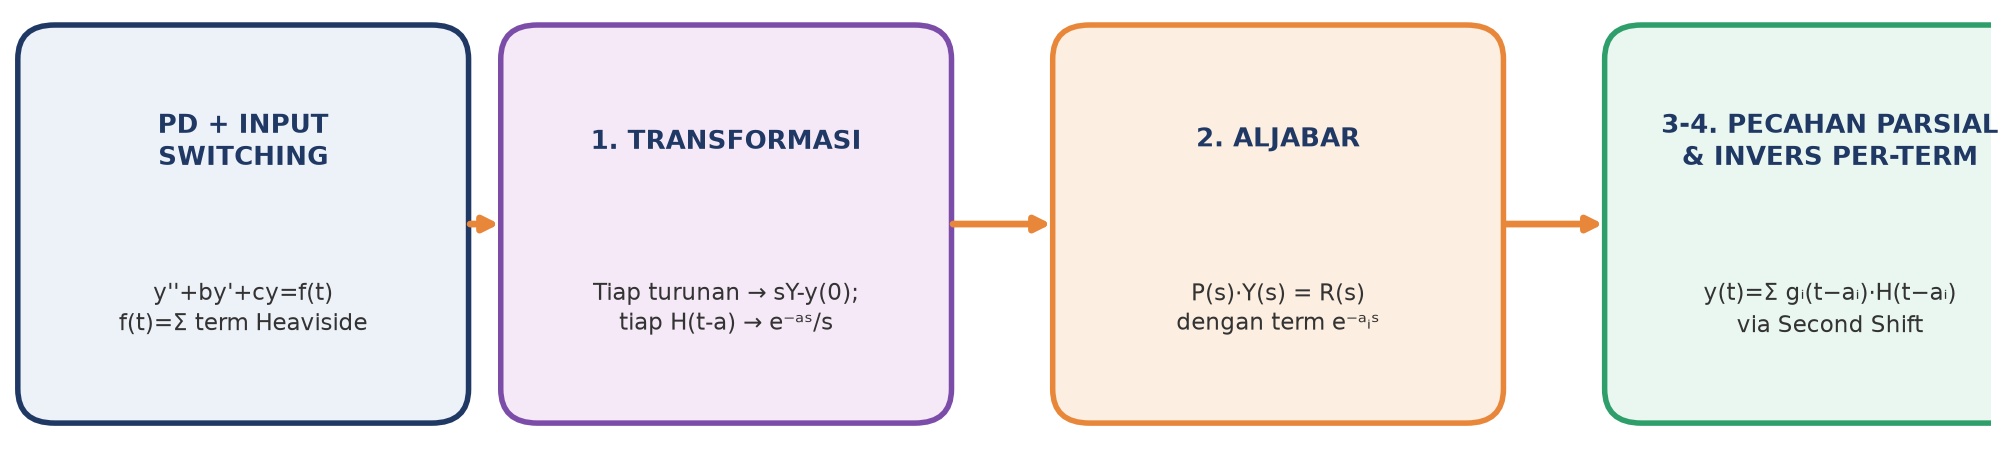 PD + INPUT
SWITCHING
y''+by'+cy=f(t)
f(t)=Σ term Heaviside
1. TRANSFORMASI
Tiap turunan → sY-y(0);
tiap H(t-a) → e⁻ᵃˢ/s
2. ALJABAR
P(s)·Y(s) = R(s)
dengan term e⁻ᵃᵢˢ
3-4. PECAHAN PARSIAL
& INVERS PER-TERM
y(t)=Σ gᵢ(t−aᵢ)·H(t−aᵢ)
via Second Shift